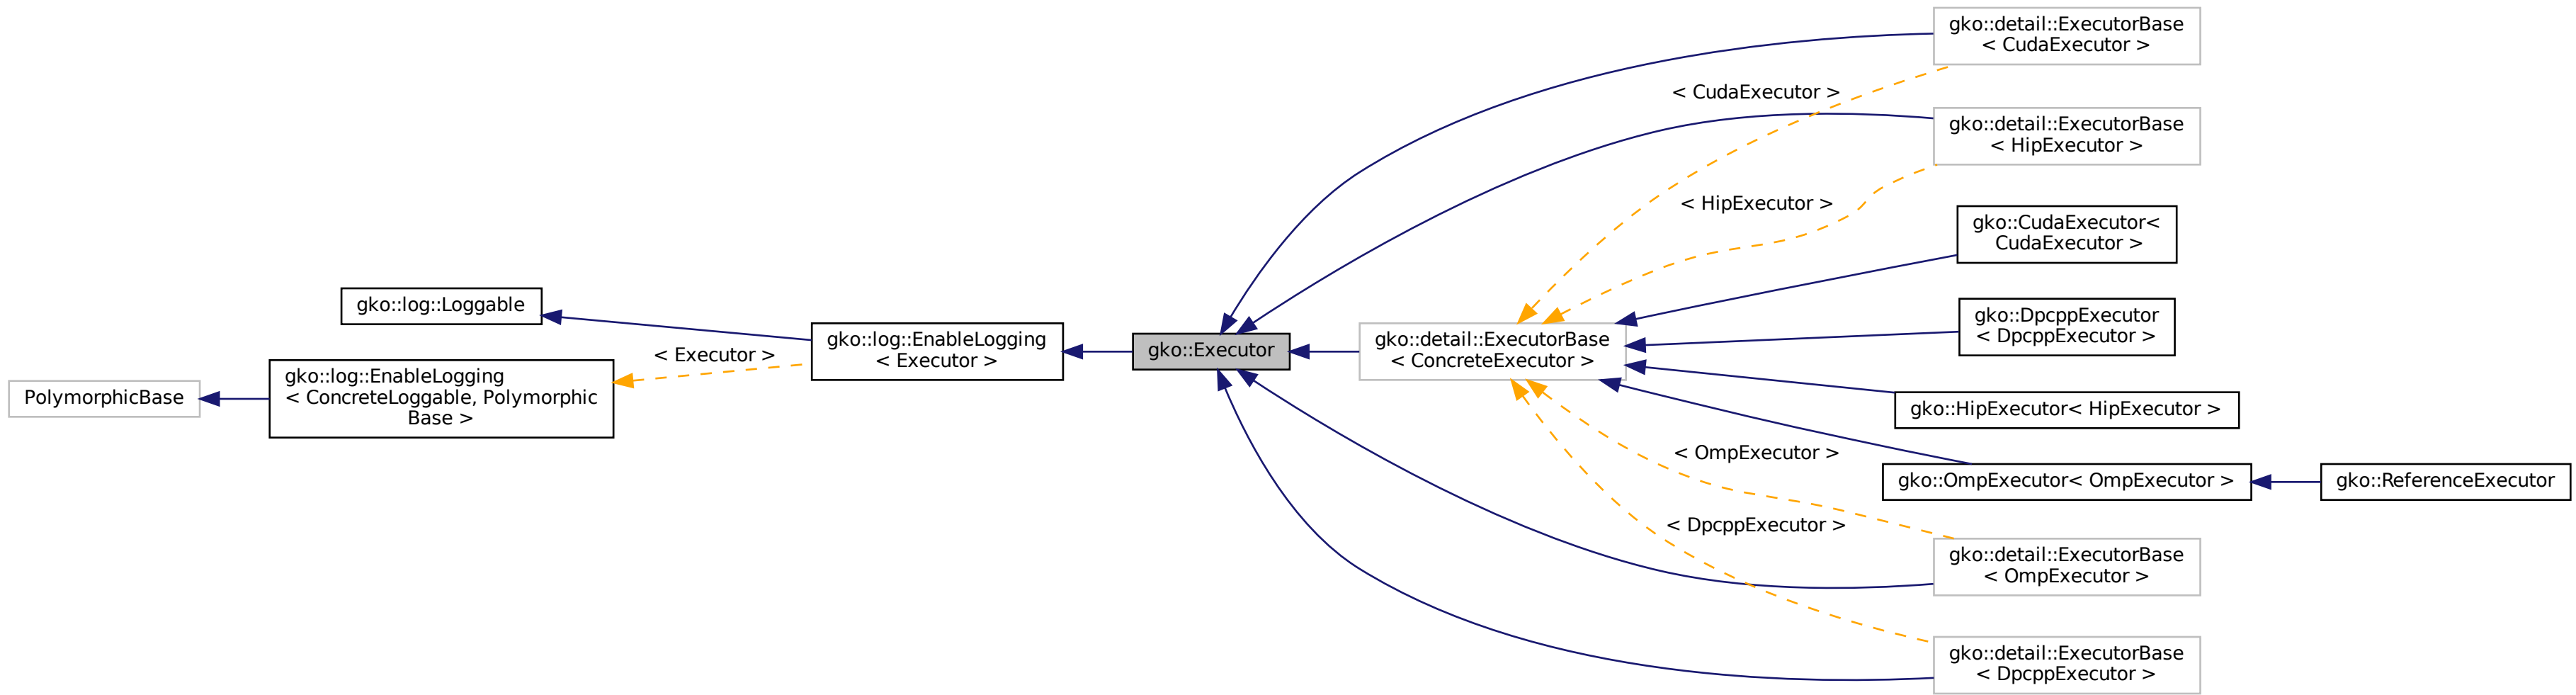 PolymorphicBase
gko::log::Loggable
gko::log::EnableLogging
< ConcreteLoggable, Polymorphic
Base >
< Executor >
gko::log::EnableLogging
< Executor >
gko::Executor
gko::detail::ExecutorBase
< ConcreteExecutor >
< CudaExecutor >
< HipExecutor >
< OmpExecutor >
< DpcppExecutor >
gko::detail::ExecutorBase
< CudaExecutor >
gko::detail::ExecutorBase
< HipExecutor >
gko::CudaExecutor<
CudaExecutor >
gko::DpcppExecutor
< DpcppExecutor >
gko::HipExecutor< HipExecutor >
gko::OmpExecutor< OmpExecutor >
gko::ReferenceExecutor
gko::detail::ExecutorBase
< OmpExecutor >
gko::detail::ExecutorBase
< DpcppExecutor >